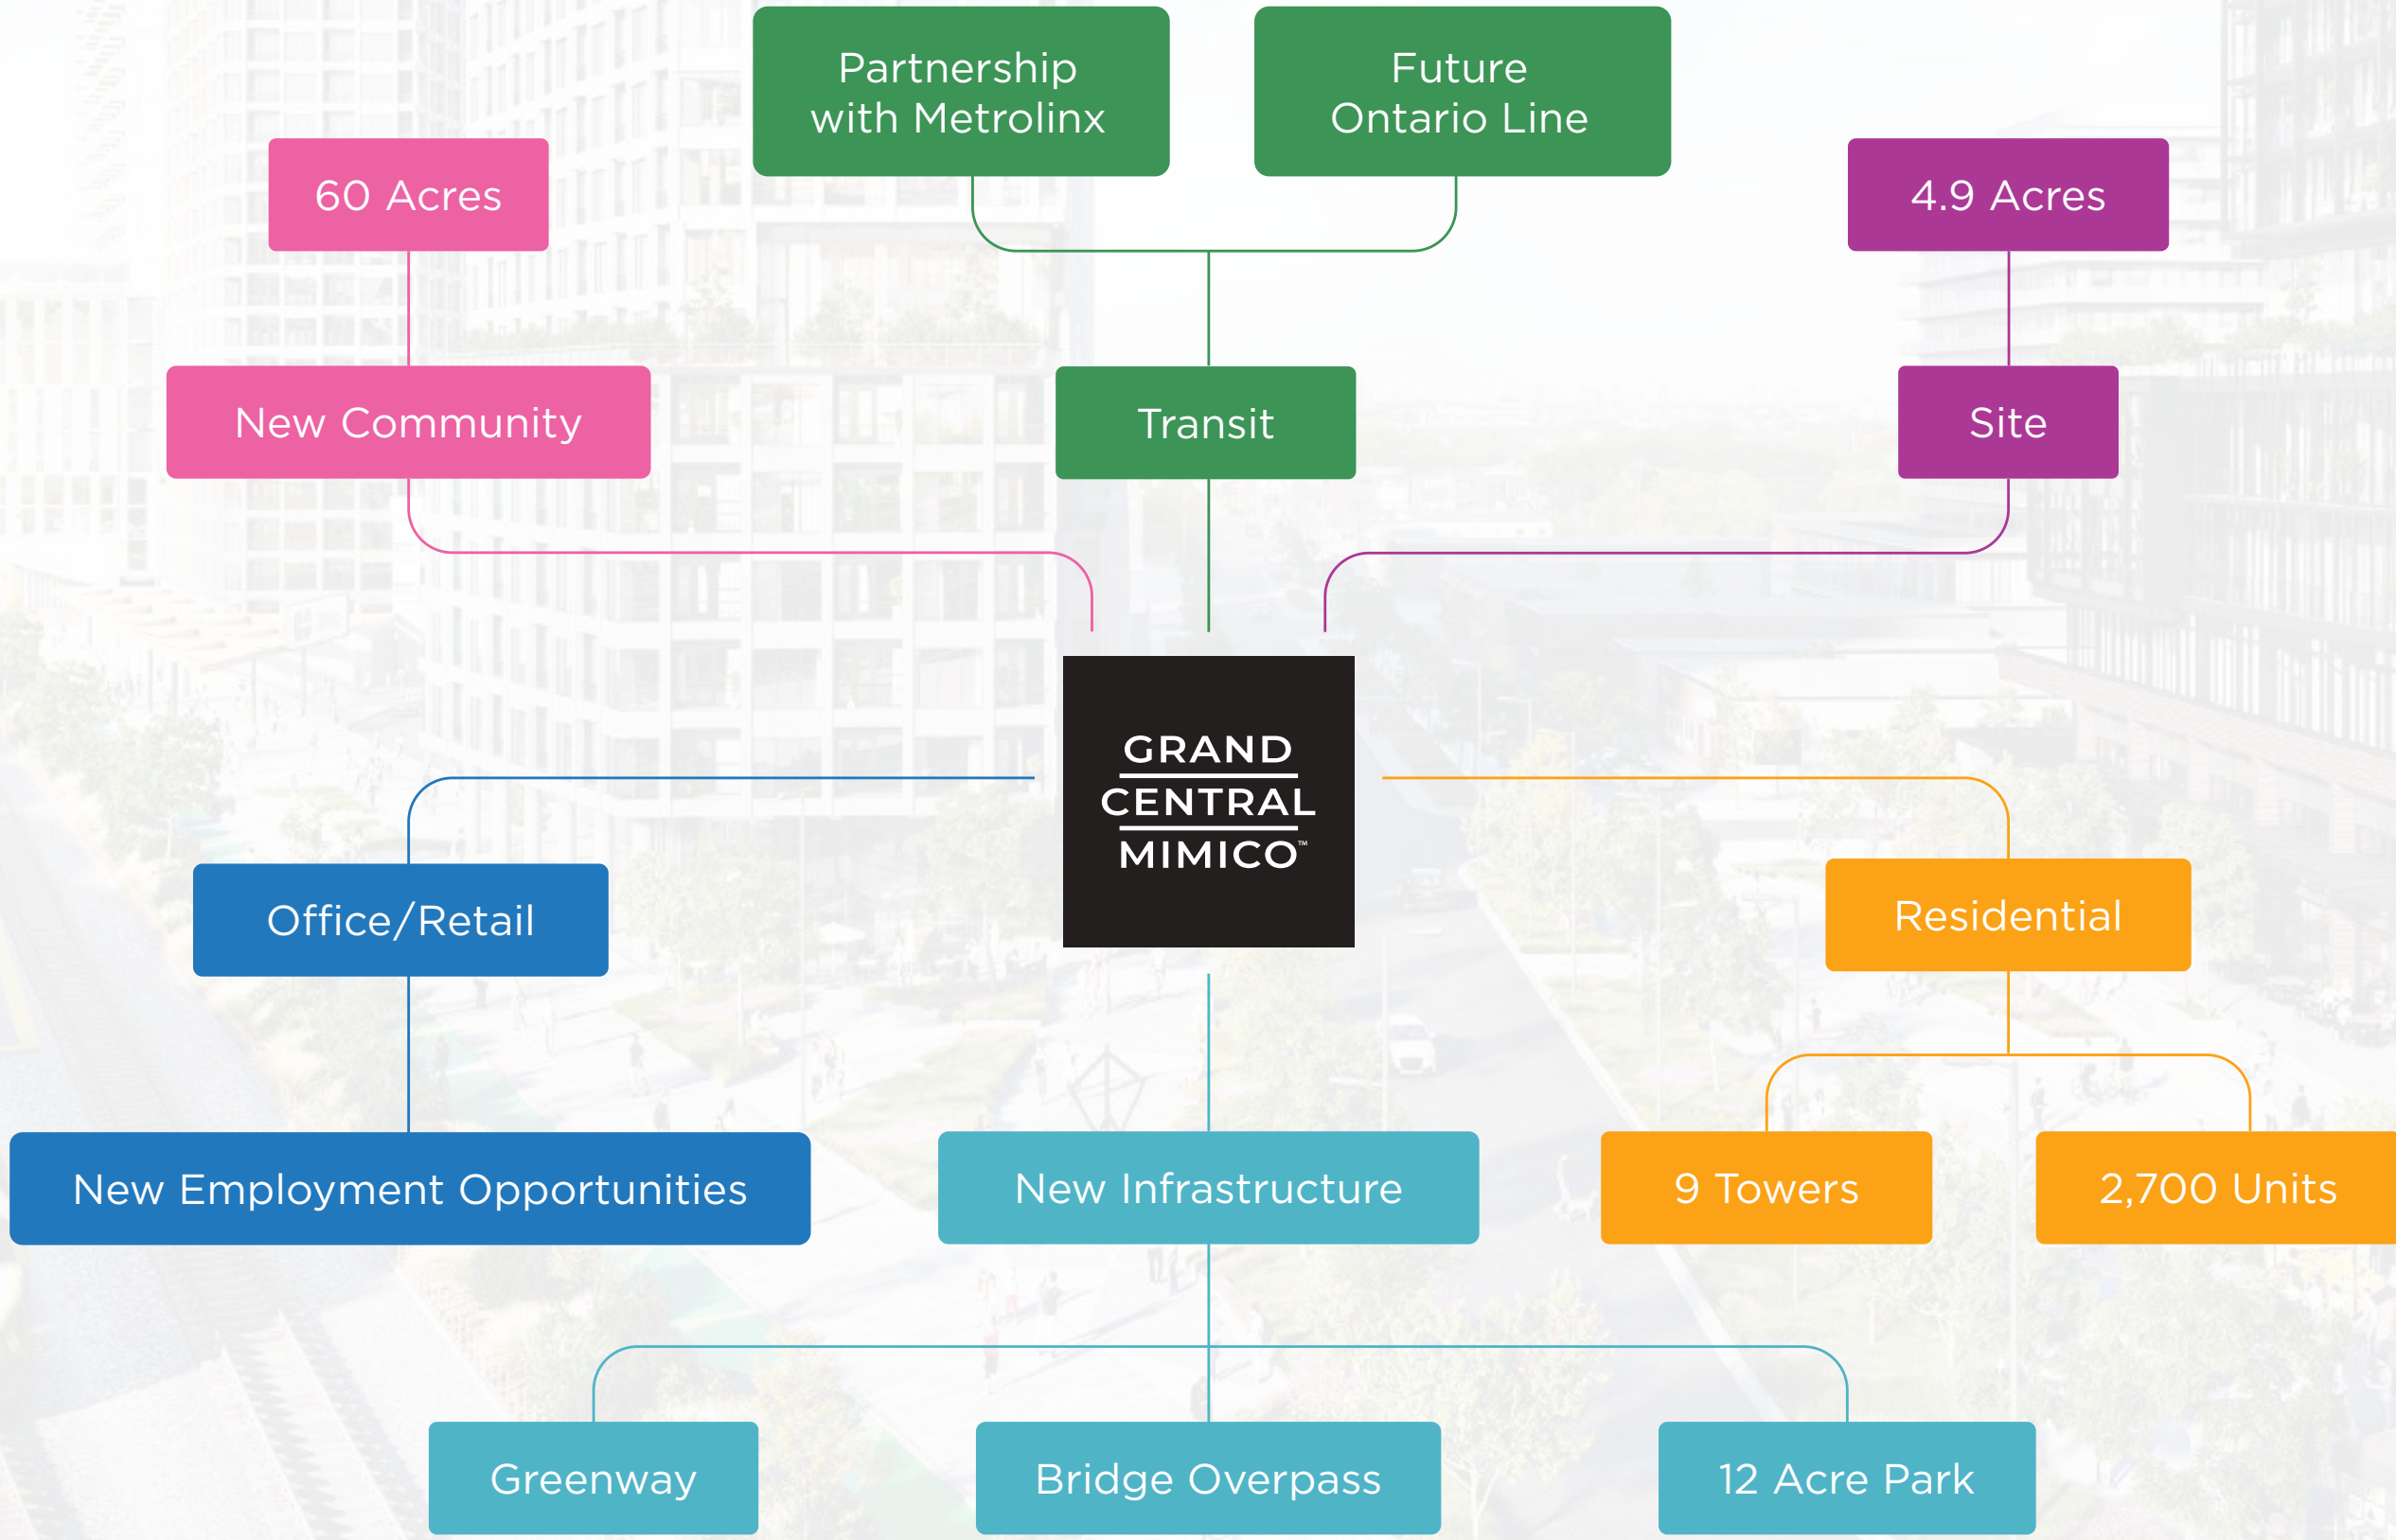 Partnership
with Metrolinx
Future
Ontario Line
60 Acres
4.9 Acres
New Community
Transit
Site
GRAND
CENTRAL
MIMICO™
Office/Retail
Residential
New Employment Opportunities
New Infrastructure
9 Towers
2,700 Units
Greenway
Bridge Overpass
12 Acre Park